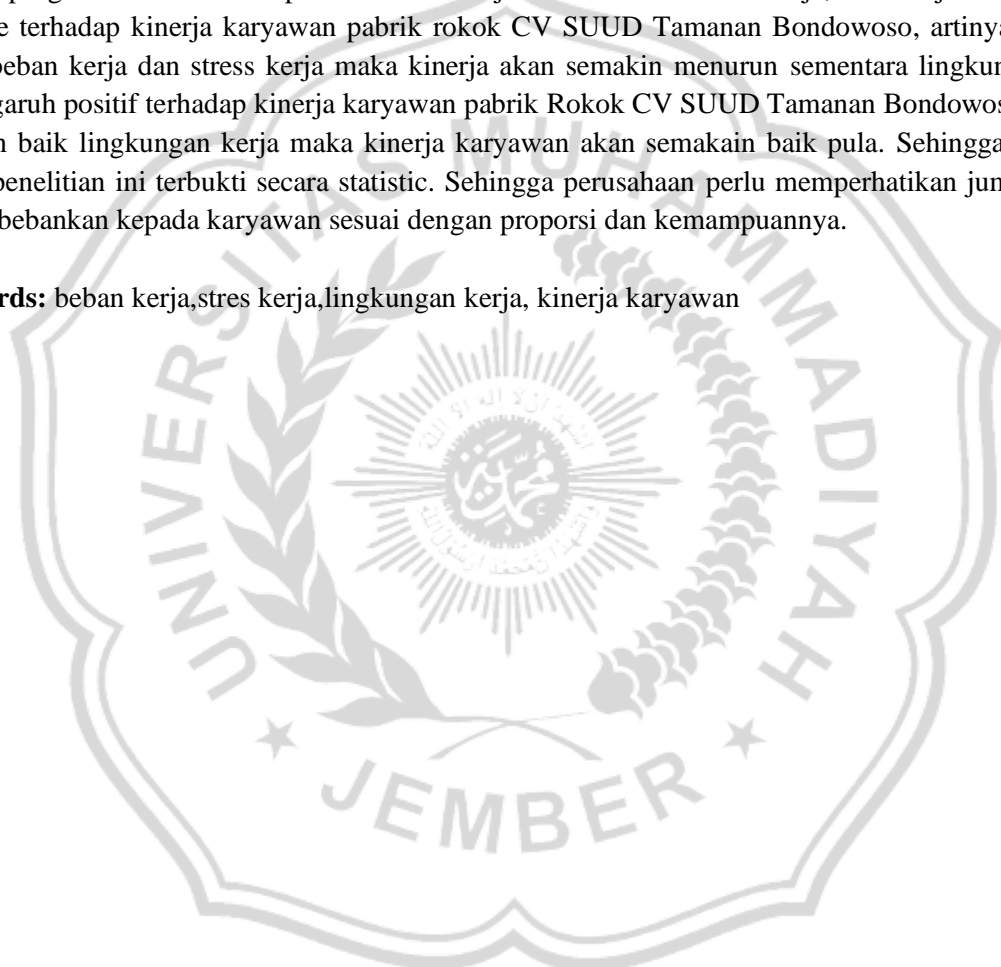 e terhadap kinerja karyawan pabrik rokok CV SUUD Tamanan Bondowoso, artinya
beban kerja dan stress kerja maka kinerja akan semakin menurun sementara lingkun
garuh positif terhadap kinerja karyawan pabrik Rokok CV SUUD Tamanan Bondowos
n baik lingkungan kerja maka kinerja karyawan akan semakain baik pula. Sehingga
penelitian ini terbukti secara statistic. Sehingga perusahaan perlu memperhatikan jum
bebankan kepada karyawan sesuai dengan proporsi dan kemampuannya.
rds: beban kerja,stres kerja,lingkungan kerja, kinerja karyawan
UNIVERSITAS MUHAMMADIYAH
JEMBER